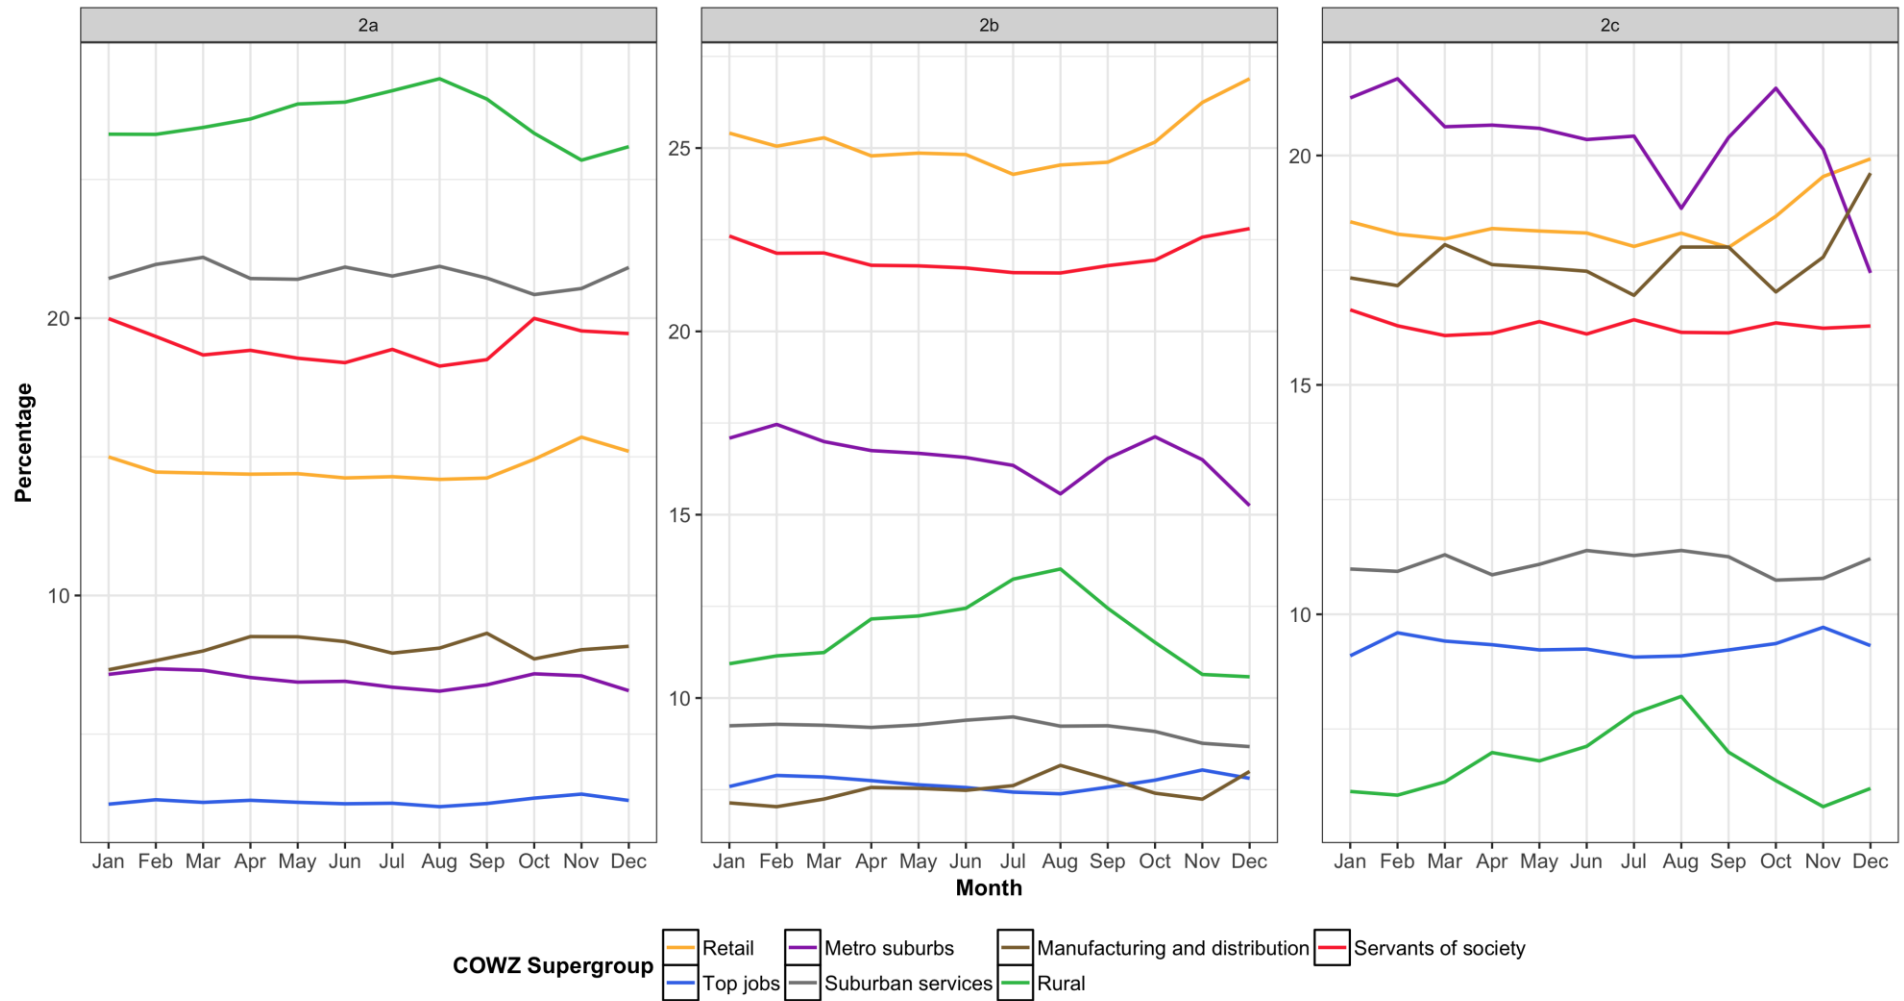 2a 2b 2c
Percentage
20
10
25
20
15
10
20
15
10
Jan Feb Mar Apr May Jun Jul Aug Sep Oct Nov Dec
Jan Feb Mar Apr May Jun Jul Aug Sep Oct Nov Dec
Jan Feb Mar Apr May Jun Jul Aug Sep Oct Nov Dec
Month
COWZ Supergroup
Retail Metro suburbs Manufacturing and distribution Servants of society
Top jobs Suburban services Rural